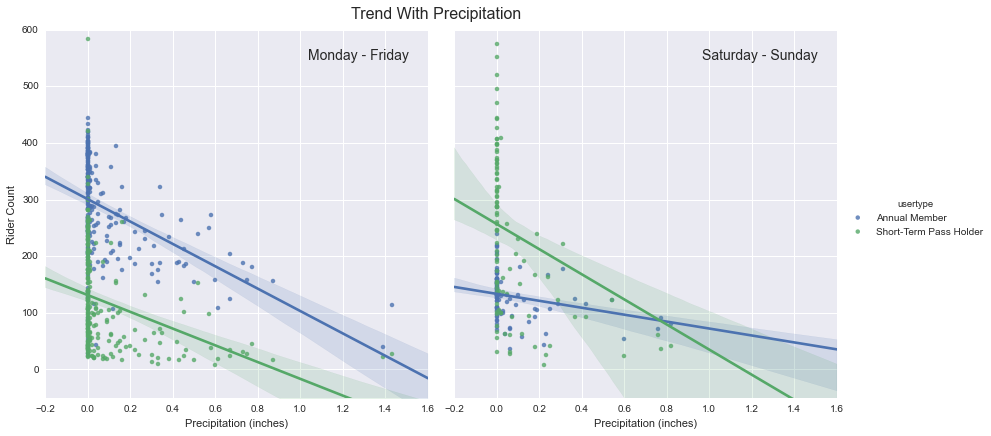 Trend With Precipitation
Monday - Friday
Saturday - Sunday
600
500
400
300
200
100
0
Rider Count
−0.2 0.0 0.2 0.4 0.6 0.8 1.0 1.2 1.4 1.6
Precipitation (inches)
−0.2 0.0 0.2 0.4 0.6 0.8 1.0 1.2 1.4 1.6
Precipitation (inches)
usertype
Annual Member
Short-Term Pass Holder